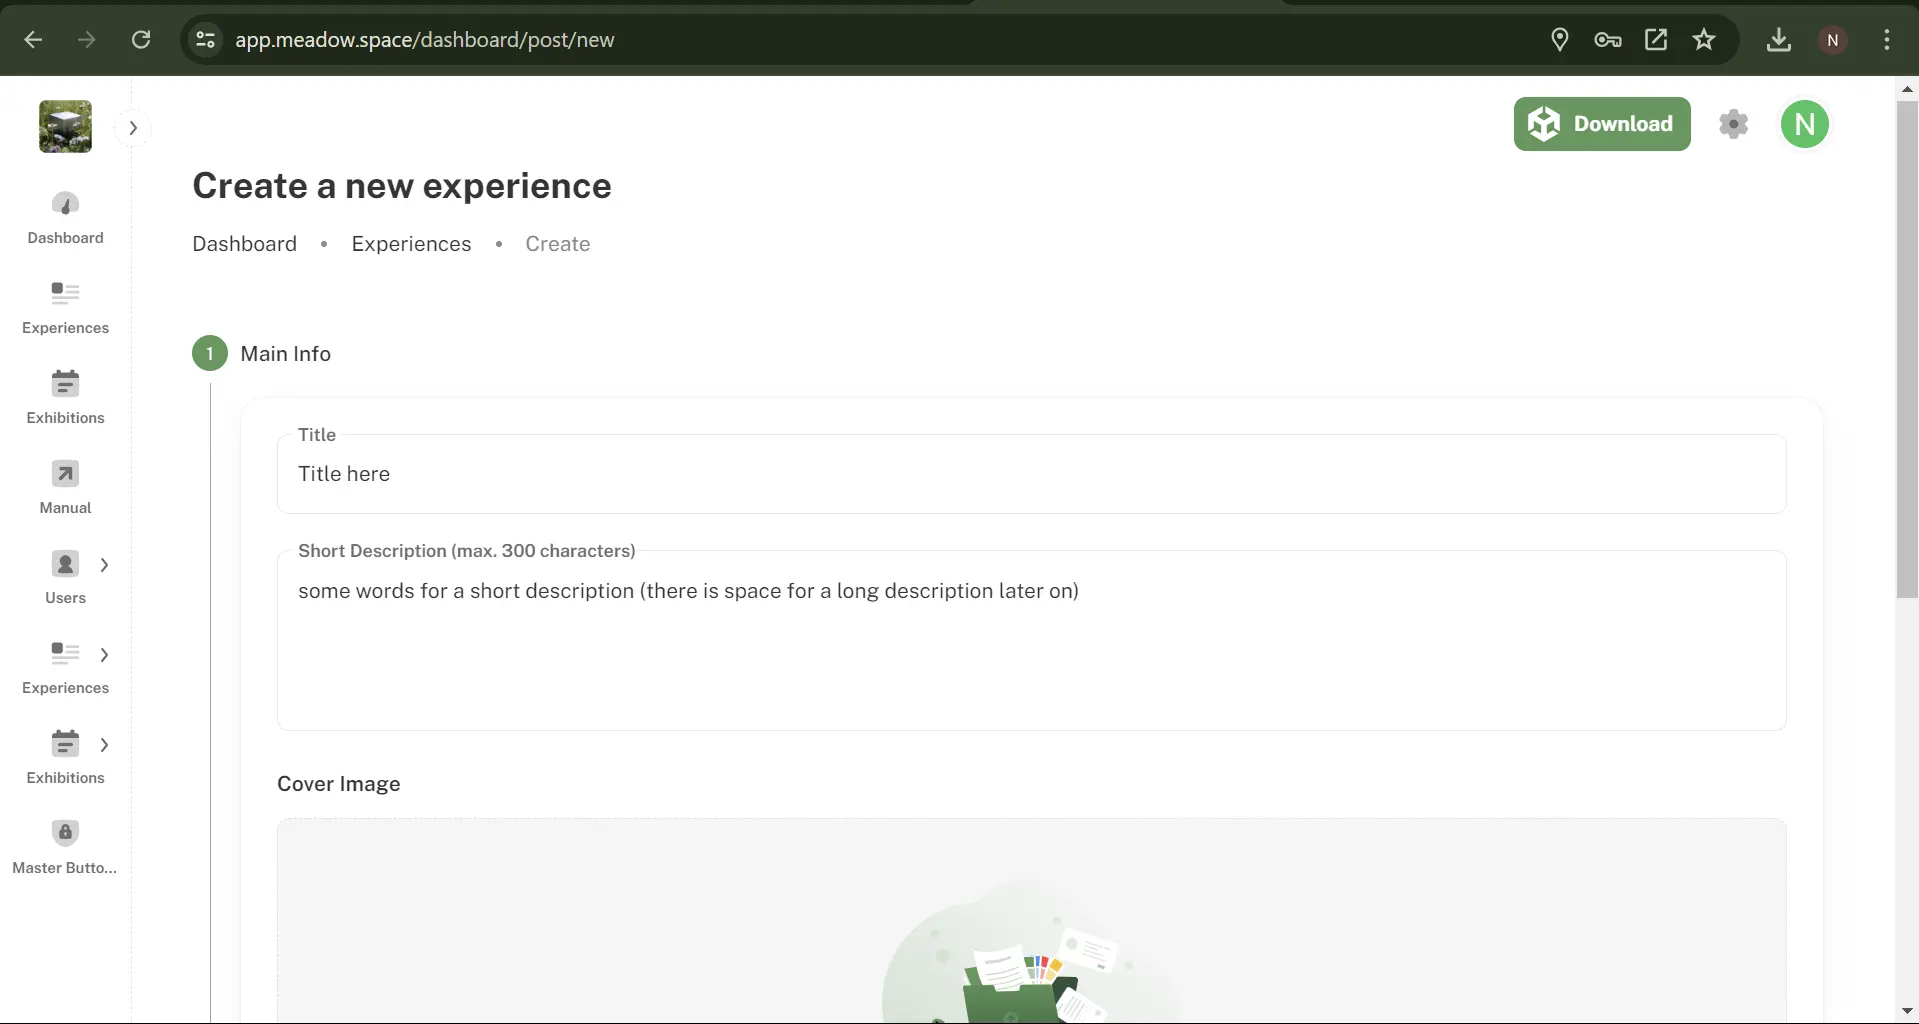 app.meadow.space/dashboard/post/new
N
Download
N
Create a new experience
Dashboard • Experiences • Create
Dashboard
Experiences
Exhibitions
Manual
Users
Experiences
Exhibitions
Master Butto...
1 Main Info
Title
Title here
Short Description (max. 300 characters)
some words for a short description (there is space for a long description later on)
Cover Image